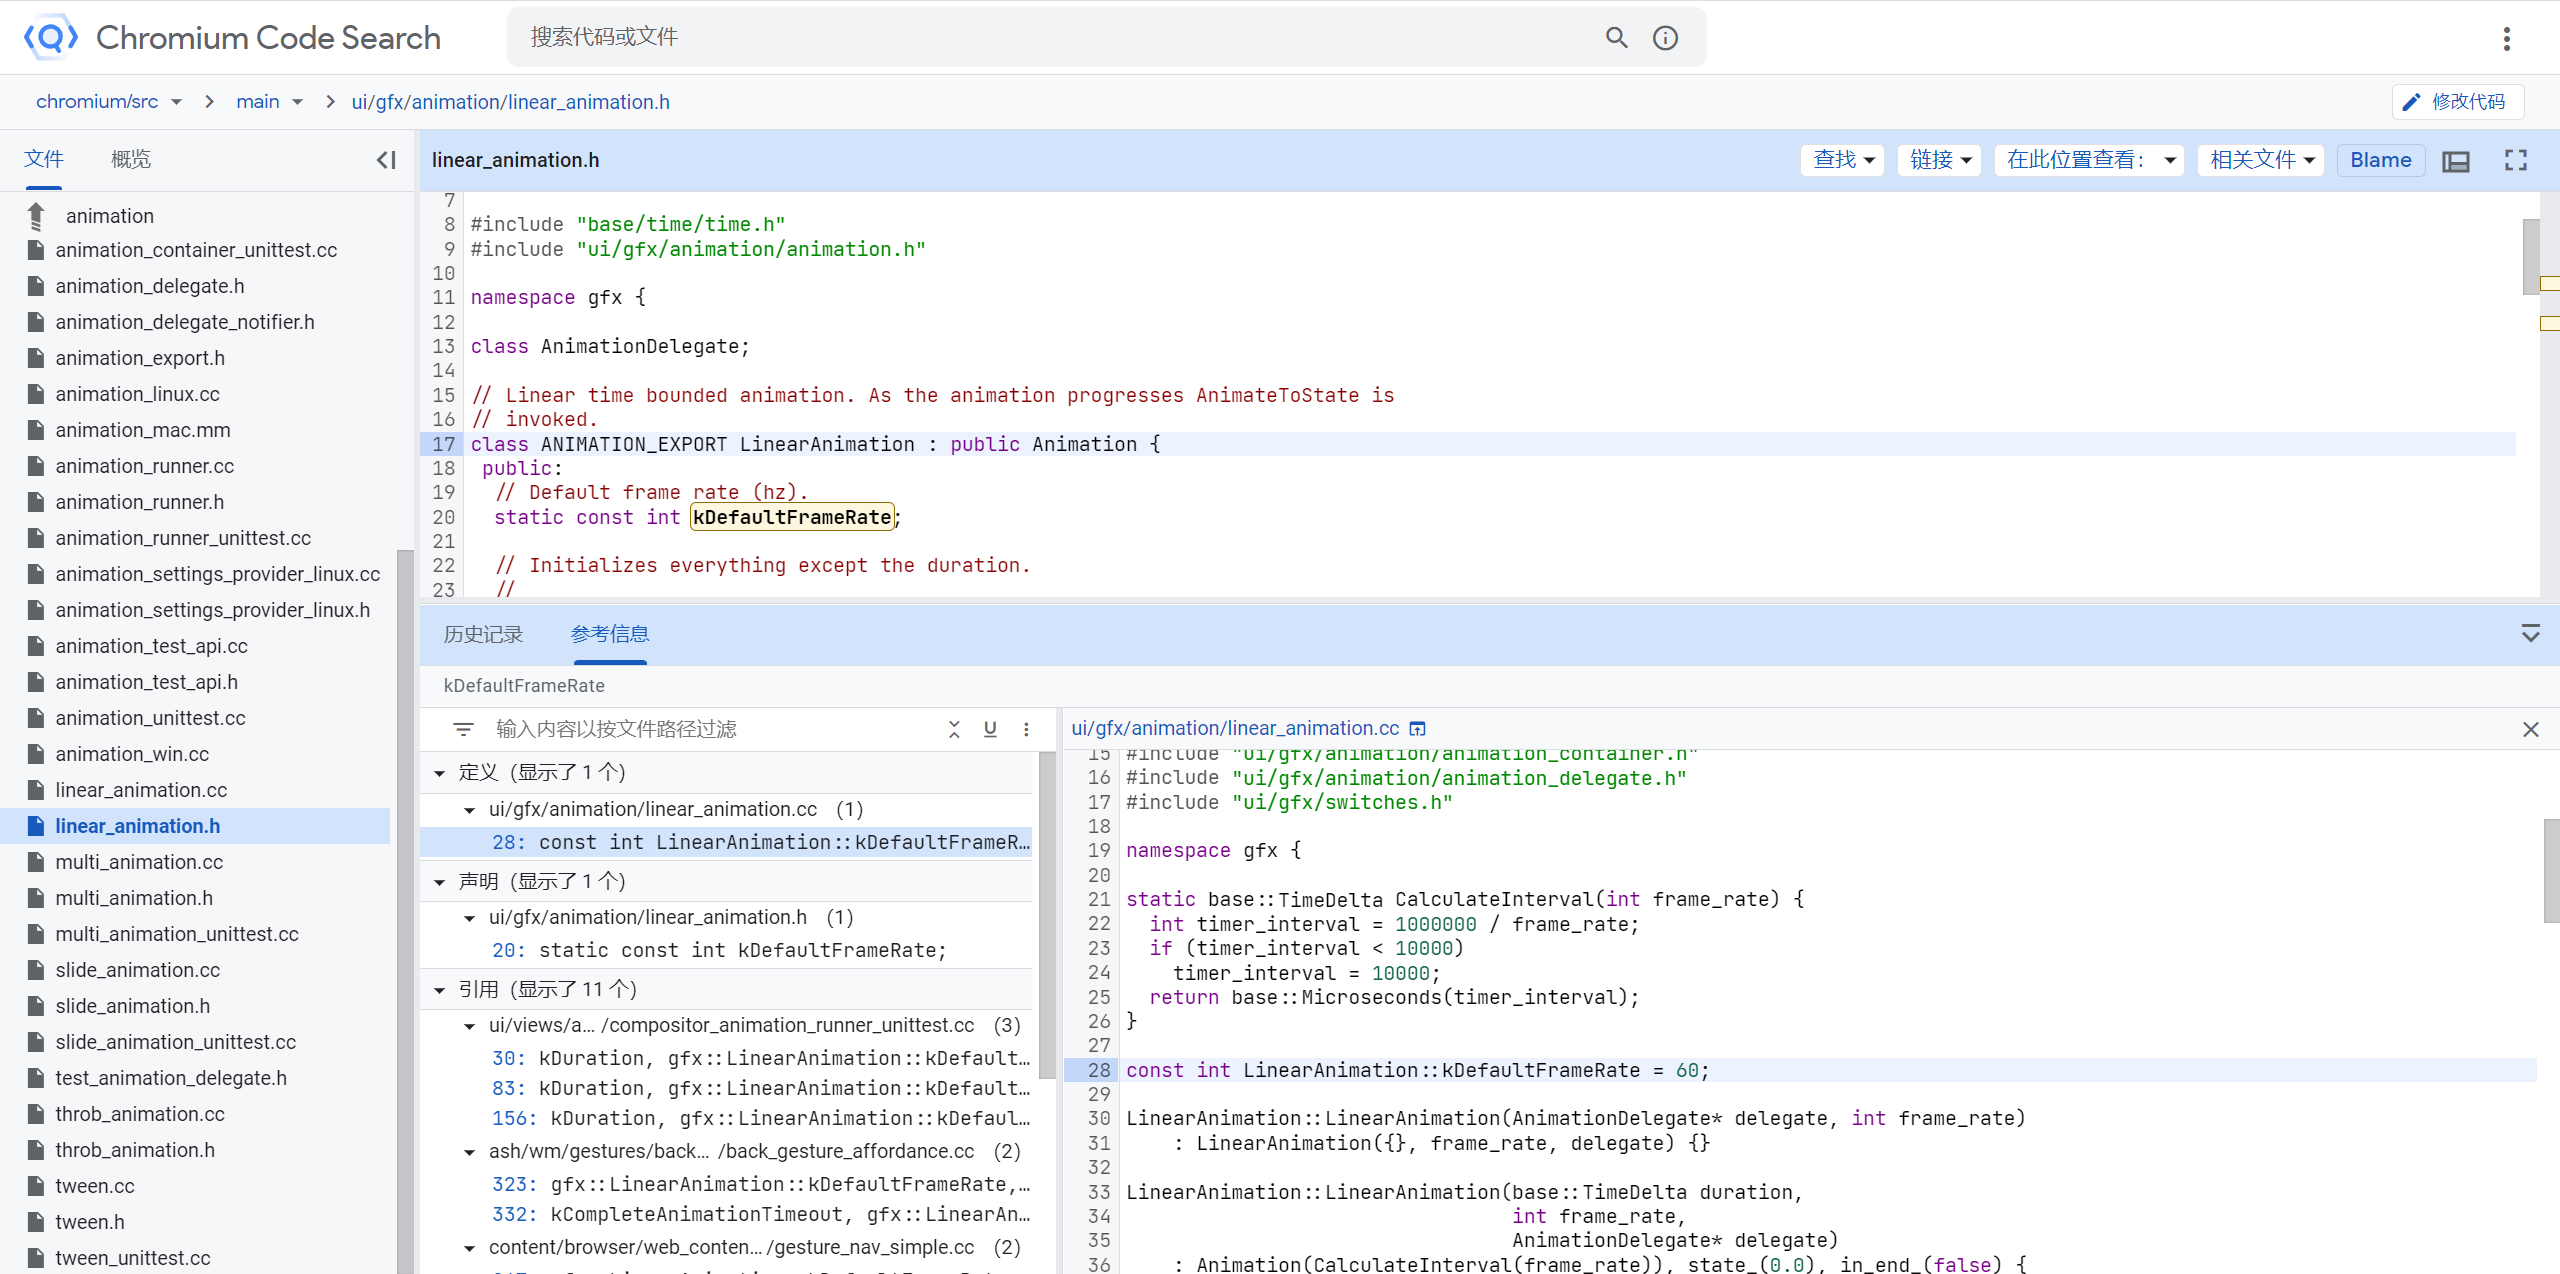 Chromium Code Search
搜索代码或文件
chromium/src
main
ui/gfx/animation/linear_animation.h
修改代码
文件
概览
animation
animation_container_unittest.cc
animation_delegate.h
animation_delegate_notifier.h
animation_export.h
animation_linux.cc
animation_mac.mm
animation_runner.cc
animation_runner.h
animation_runner_unittest.cc
animation_settings_provider_linux.cc
animation_settings_provider_linux.h
animation_test_api.cc
animation_test_api.h
animation_unittest.cc
animation_win.cc
linear_animation.cc
linear_animation.h
multi_animation.cc
multi_animation.h
multi_animation_unittest.cc
slide_animation.cc
slide_animation.h
slide_animation_unittest.cc
test_animation_delegate.h
throb_animation.cc
throb_animation.h
tween.cc
tween.h
tween_unittest.cc
linear_animation.h
查找
链接
在此位置查看：
相关文件
Blame
7
8 #include "base/time/time.h"
9 #include "ui/gfx/animation/animation.h"
10
11 namespace gfx {
12
13 class AnimationDelegate;
14
15 // Linear time bounded animation. As the animation progresses AnimateToState is
16 // invoked.
17 class ANIMATION_EXPORT LinearAnimation : public Animation {
18 public:
19 // Default frame rate (hz).
20 static const int kDefaultFrameRate;
21
22 // Initializes everything except the duration.
23 //
历史记录
参考信息
kDefaultFrameRate
输入内容以按文件路径过滤
定义（显示了 1 个）
ui/gfx/animation/linear_animation.cc (1)
28: const int LinearAnimation::kDefaultFrameR…
声明（显示了 1 个）
ui/gfx/animation/linear_animation.h (1)
20: static const int kDefaultFrameRate;
引用（显示了 11 个）
ui/views/a… /compositor_animation_runner_unittest.cc (3)
30: kDuration, gfx::LinearAnimation::kDefault…
83: kDuration, gfx::LinearAnimation::kDefault…
156: kDuration, gfx::LinearAnimation::kDefaul…
ash/wm/gestures/back… /back_gesture_affordance.cc (2)
323: gfx::LinearAnimation::kDefaultFrameRate,…
332: kCompleteAnimationTimeout, gfx::LinearAn…
content/browser/web_conten… /gesture_nav_simple.cc (2)
ui/gfx/animation/linear_animation.cc
15 #include "ui/gfx/animation/animation_container.h"
16 #include "ui/gfx/animation/animation_delegate.h"
17 #include "ui/gfx/switches.h"
18
19 namespace gfx {
20
21 static base::TimeDelta CalculateInterval(int frame_rate) {
22 int timer_interval = 1000000 / frame_rate;
23 if (timer_interval < 10000)
24 timer_interval = 10000;
25 return base::Microseconds(timer_interval);
26 }
27
28 const int LinearAnimation::kDefaultFrameRate = 60;
29
30 LinearAnimation::LinearAnimation(AnimationDelegate* delegate, int frame_rate)
31 : LinearAnimation({}, frame_rate, delegate) {}
32
33 LinearAnimation::LinearAnimation(base::TimeDelta duration,
34 int frame_rate,
35 AnimationDelegate* delegate)
36 : Animation(CalculateInterval(frame_rate)), state_(0.0), in_end_(false) {